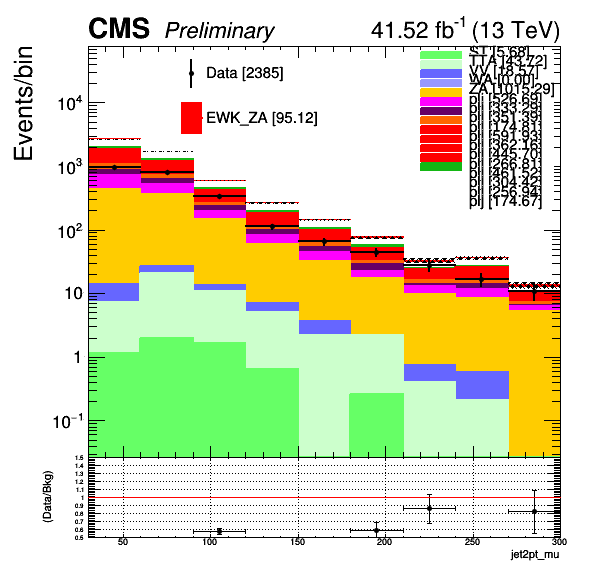 CMS Preliminary 41.52 fb⁻¹ (13 TeV)
Events/bin
Data [2385]
EWK_ZA [95.12]
ST [5.68]
TTA [43.72]
VV [18.57]
WA [0.00]
ZA [1015.29]
plj [526.69]
plj [333.29]
plj [351.39]
plj [174.81]
plj [591.93]
plj [362.16]
plj [445.70]
plj [266.81]
plj [461.52]
plj [304.42]
plj [256.94]
plj [174.67]
10⁴
10³
10²
10
1
10⁻¹
(Data/Bkg)
1.5
1.4
1.3
1.2
1.1
1
0.9
0.8
0.7
0.6
0.5
50 100 150 200 250 300
jet2pt_mu